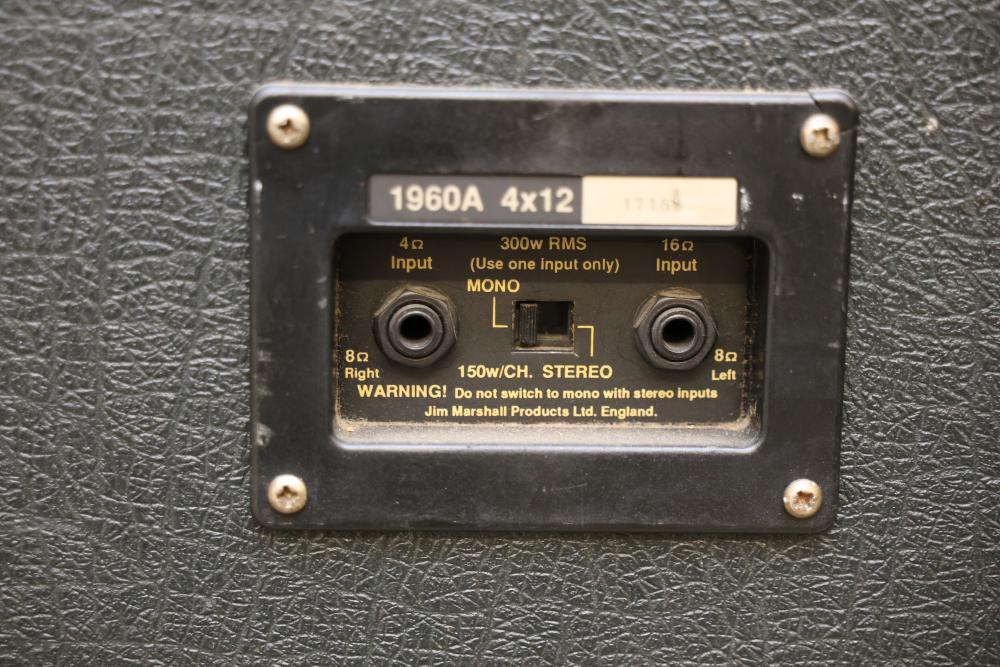 1960A 4x12
4Ω Input
300w RMS
(Use one input only)
16Ω Input
MONO
8Ω Right
150w/CH. STEREO
8Ω Left
WARNING! Do not switch to mono with stereo inputs
Jim Marshall Products Ltd. England.